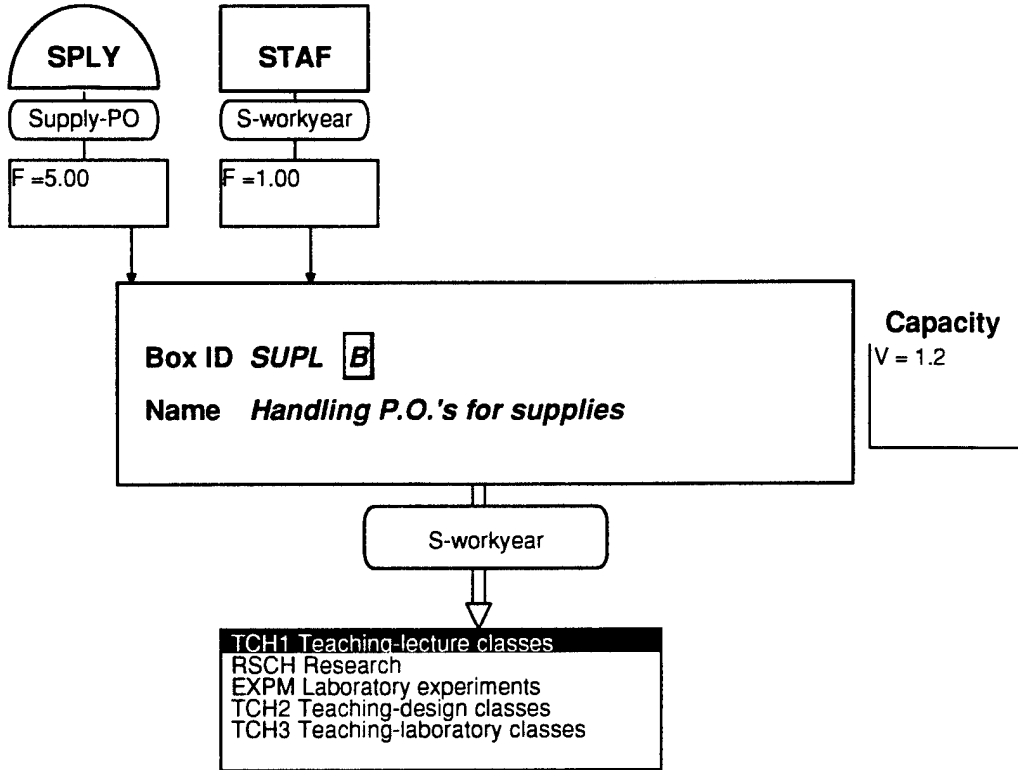 SPLY
STAF
Supply-PO
S-workyear
F =5.00
F =1.00
Box ID SUPL B
Name Handling P.O.'s for supplies
Capacity
V = 1.2
S-workyear
TCH1 Teaching-lecture classes
RSCH Research
EXPM Laboratory experiments
TCH2 Teaching-design classes
TCH3 Teaching-laboratory classes